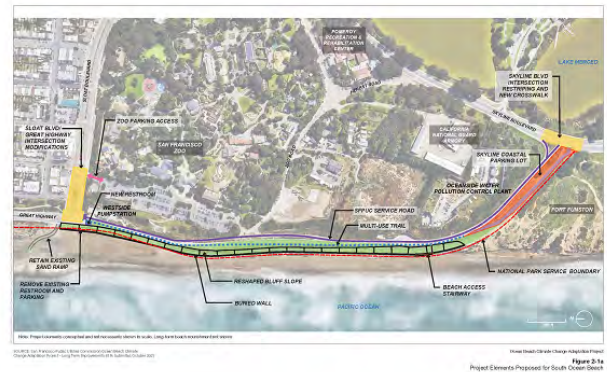 POMEROY
RECREATION &
REHABILITATION
CENTER
LAKE MERCED
SKYLINE BLVD
INTERSECTION
RESTRIPING AND
NEW CROSSWALK
SLOAT BOULEVARD
SKYLINE BOULEVARD
ZOO PARKING ACCESS
SLOAT BLVD/
GREAT HIGHWAY
INTERSECTION
MODIFICATIONS
SAN FRANCISCO
ZOO
CALIFORNIA
NATIONAL GUARD
ARMORY
SKYLINE COASTAL
PARKING LOT
OCEANSIDE WATER
POLLUTION CONTROL PLANT
NEW RESTROOM
WESTSIDE
PUMP STATION
FORT FUNSTON
GREAT HIGHWAY
SFPUC SERVICE ROAD
MULTI-USE TRAIL
RETAIN EXISTING
SAND RAMP
NATIONAL PARK SERVICE BOUNDARY
REMOVE EXISTING
RESTROOM AND
PARKING
RESHAPED BLUFF SLOPE
BEACH ACCESS
STAIRWAY
BURIED WALL
PACIFIC OCEAN
Ocean Beach Climate Change Adaptation Project
Figure 2-1a
Project Elements Proposed for South Ocean Beach